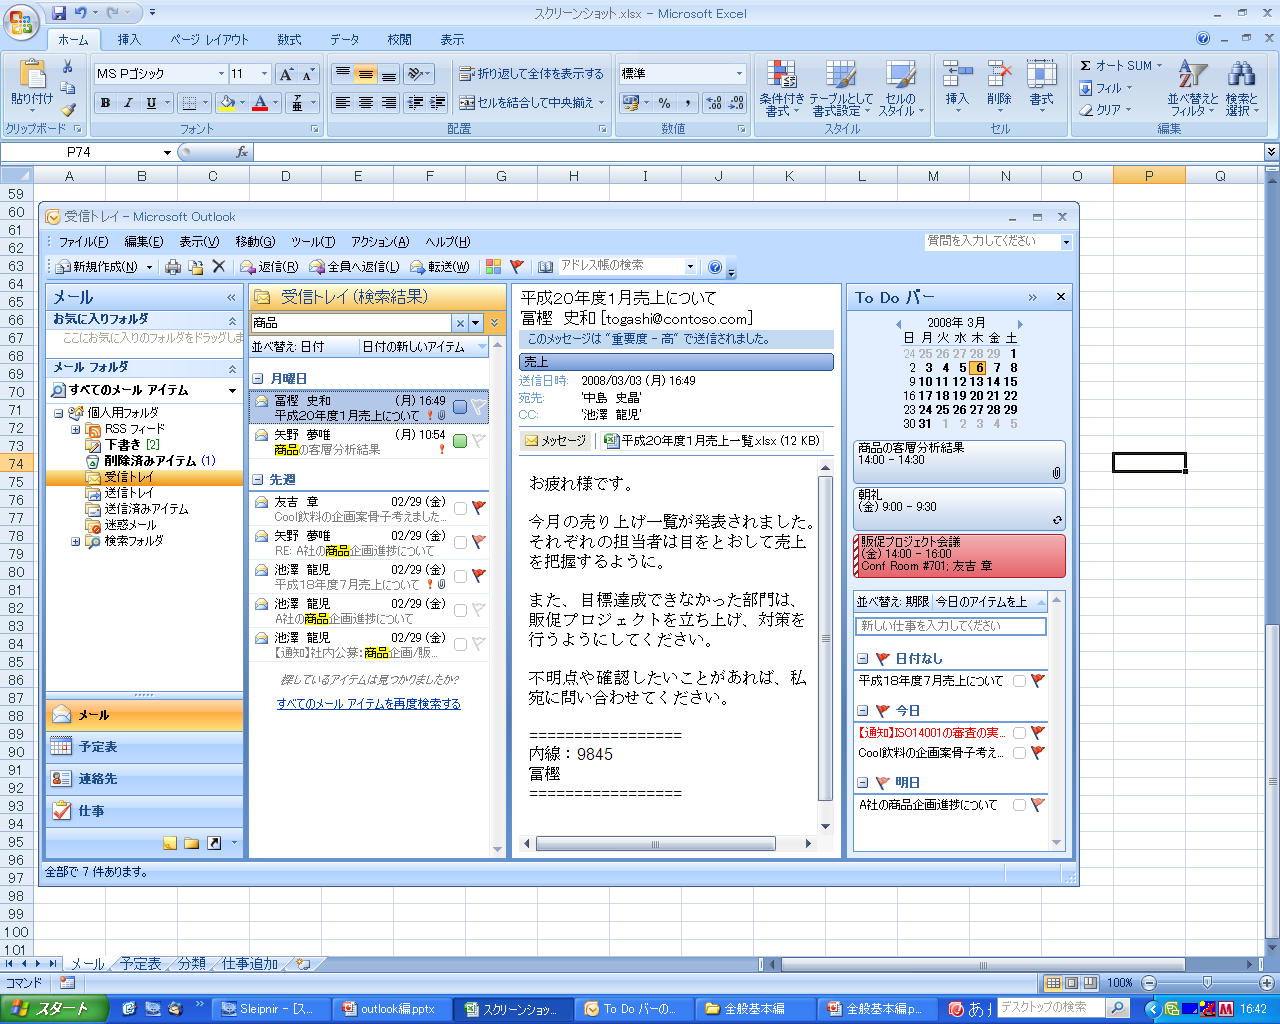 スクリーンショット.xlsx - Microsoft Excel
ホーム 挿入 ページ レイアウト 数式 データ 校閲 表示
貼り付け
クリップボード
MS Pゴシック 11
B I U
フォント
折り返して全体を表示する
セルを結合して中央揃え
配置
標準
%
数値
条件付き書式 テーブルとして書式設定 セルのスタイル
スタイル
挿入 削除 書式
セル
Σ オート SUM
フィル
クリア
並べ替えとフィルタ 検索と選択
編集
P74 fx
A B C D E F G H I J K L M N O P Q
59
60
61
62
63
64
65
66
67
68
69
70
71
72
73
74
75
76
77
78
79
80
81
82
83
84
85
86
87
88
89
90
91
92
93
94
95
96
97
98
99
100
101
受信トレイ - Microsoft Outlook
ファイル(F) 編集(E) 表示(V) 移動(G) ツール(T) アクション(A) ヘルプ(H) 質問を入力してください
新規作成(N) 返信(R) 全員へ返信(L) 転送(W) アドレス帳の検索
メール
お気に入りフォルダ
ここにお気に入りのフォルダをドラッグしま
メール フォルダ
すべてのメール アイテム
個人用フォルダ
RSS フィード
下書き [2]
削除済みアイテム (1)
受信トレイ
送信トレイ
送信済みアイテム
迷惑メール
検索フォルダ
メール
予定表
連絡先
仕事
受信トレイ (検索結果)
商品
並べ替え: 日付 日付の新しいアイテム
月曜日
冨樫 史和 (月) 16:49
平成20年度1月売上について
矢野 夢唯 (月) 10:54
商品の客層分析結果
先週
友吉 章 02/29 (金)
Cool飲料の企画案骨子考えました...
矢野 夢唯 02/29 (金)
RE: A社の商品企画進捗について
池澤 龍児 02/29 (金)
平成18年度7月売上について
池澤 龍児 02/29 (金)
A社の商品企画進捗について
池澤 龍児 02/29 (金)
【通知】社内公募：商品企画/販...
探しているアイテムは見つかりましたか?
すべてのメール アイテムを再度検索する
平成20年度1月売上について
冨樫 史和 [togashi@contoso.com]
このメッセージは "重要度 - 高" で送信されました。
売上
送信日時: 2008/03/03 (月) 16:49
宛先: '中島 史晶'
CC: '池澤 龍児'
メッセージ 平成20年度1月売上一覧.xlsx (12 KB)
お疲れ様です。
今月の売り上げ一覧が発表されました。
それぞれの担当者は目をとおして売上
を把握するように。
また、目標達成できなかった部門は、
販促プロジェクトを立ち上げ、対策を
行うようにしてください。
不明点や確認したいことがあれば、私
宛に問い合わせてください。
=================
内線：9845
冨樫
=================
To Do バー
2008年 3月
日 月 火 水 木 金 土
24 25 26 27 28 29 1
2 3 4 5 6 7 8
9 10 11 12 13 14 15
16 17 18 19 20 21 22
23 24 25 26 27 28 29
30 31 1 2 3 4 5
商品の客層分析結果
14:00 - 14:30
朝礼
(金) 9:00 - 9:30
販促プロジェクト会議
(金) 14:00 - 16:00
Conf Room #701; 友吉 章
並べ替え: 期限 今日のアイテムを上
新しい仕事を入力してください
日付なし
平成18年度7月売上について
今日
【通知】ISO14001の審査の実...
Cool飲料の企画案骨子考え...
明日
A社の商品企画進捗について
全部で 7 件あります。
メール 予定表 分類 仕事追加
コマンド 100%
スタート Sleipnir - [ス... outlook編.pptx スクリーンショッ... To Do バーの... 全般基本編 全般基本編.p... あ デスクトップの検索 16:42